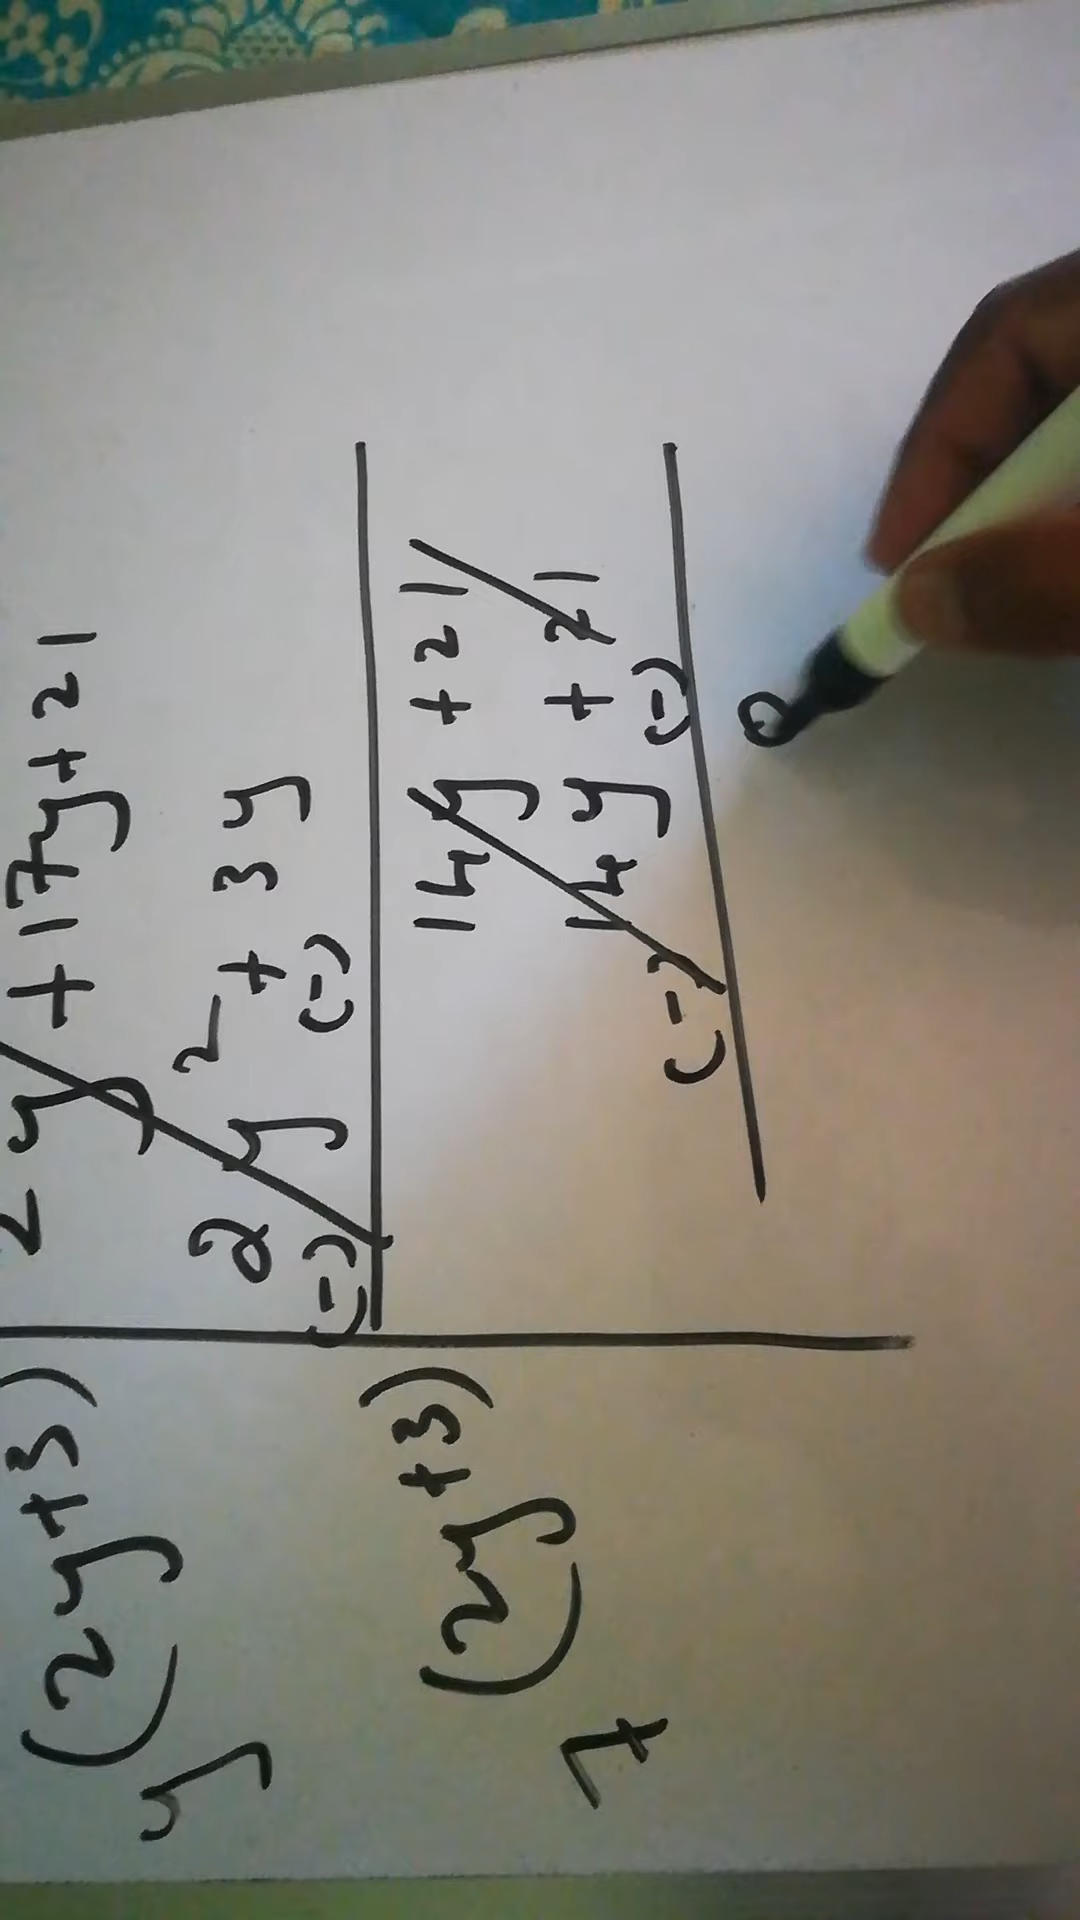 (2y+3) 2y² + 17y + 21
y 2y² + 3y
(-) (-)
(2y+3) 14y + 21
7 14y + 21
(-) (-)
0